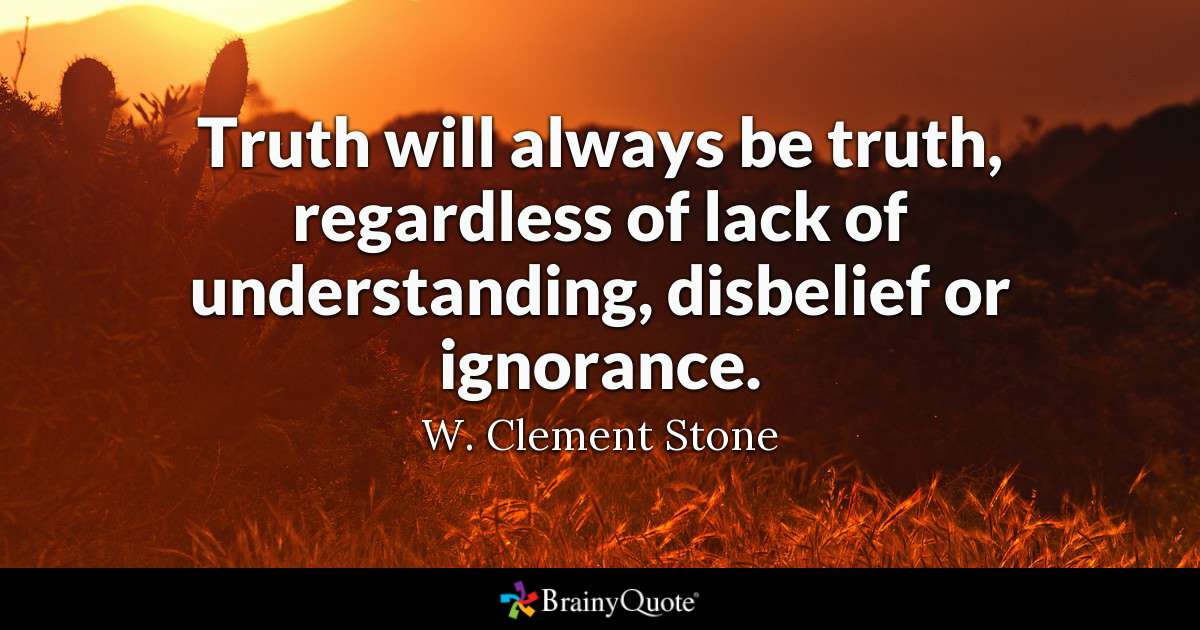 Truth will always be truth,
regardless of lack of
understanding, disbelief or
ignorance.
W. Clement Stone
BrainyQuote®